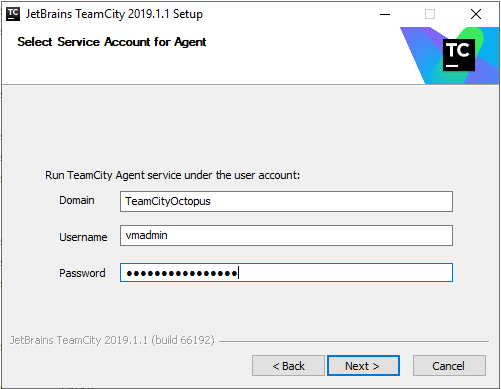 JetBrains TeamCity 2019.1.1 Setup
Select Service Account for Agent
TC
Run TeamCity Agent service under the user account:
Domain TeamCityOctopus
Username vmadmin
Password ●●●●●●●●●●●●●●●●
JetBrains TeamCity 2019.1.1 (build 66192)
< Back Next > Cancel